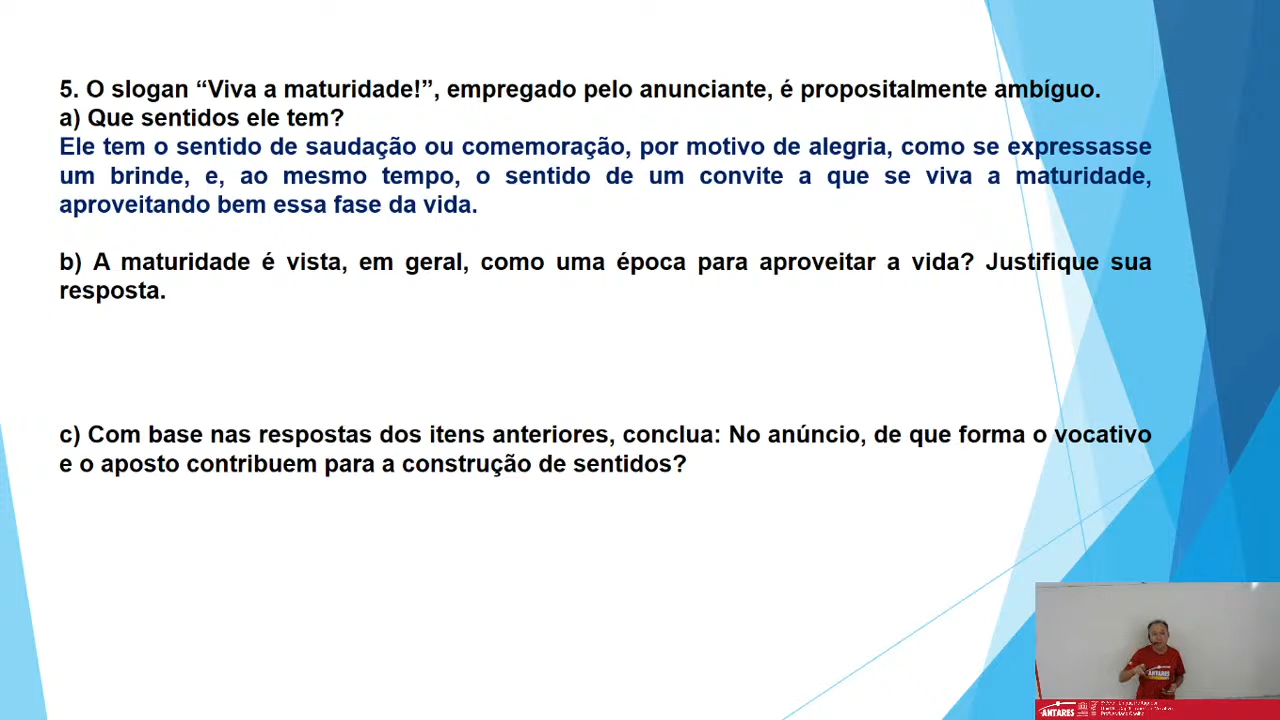 5. O slogan “Viva a maturidade!”, empregado pelo anunciante, é propositalmente ambíguo.
a) Que sentidos ele tem?
Ele tem o sentido de saudação ou comemoração, por motivo de alegria, como se expressasse
um brinde, e, ao mesmo tempo, o sentido de um convite a que se viva a maturidade,
aproveitando bem essa fase da vida.
b) A maturidade é vista, em geral, como uma época para aproveitar a vida? Justifique sua
resposta.
c) Com base nas respostas dos itens anteriores, conclua: No anúncio, de que forma o vocativo
e o aposto contribuem para a construção de sentidos?
ANTARES
ANTARES